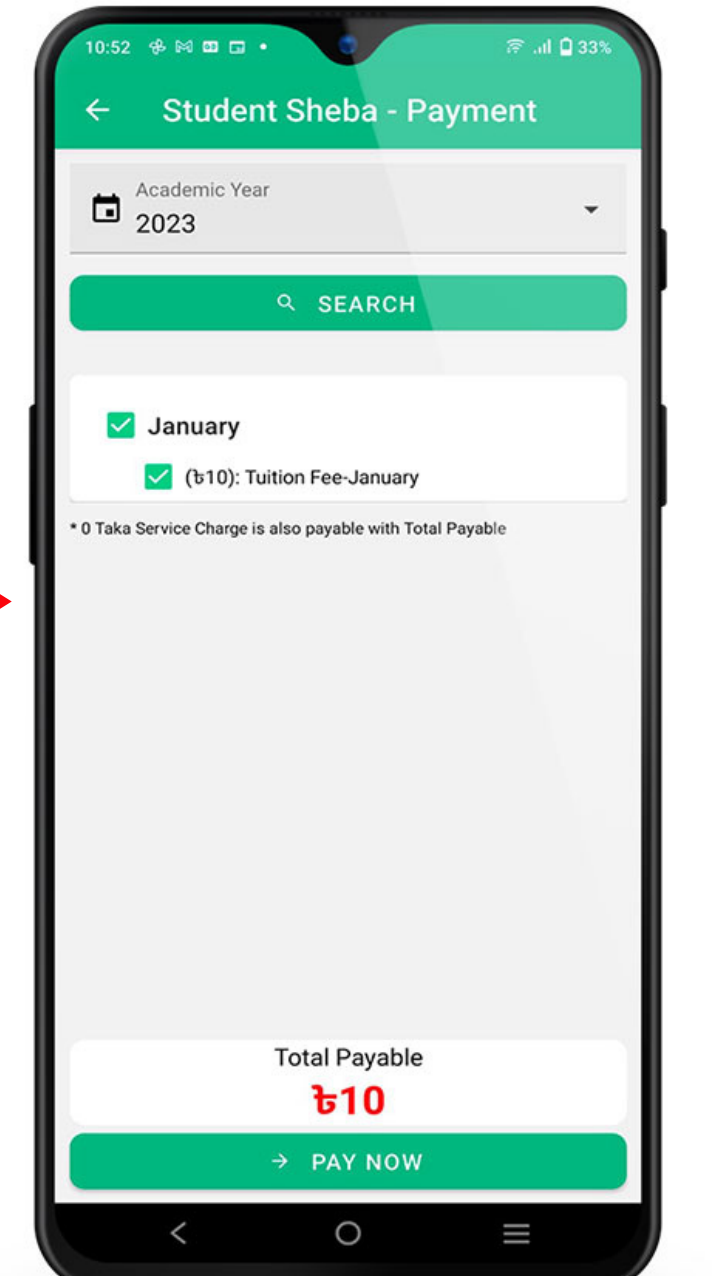 10:52
33%
Student Sheba - Payment
Academic Year
2023
SEARCH
January
(৳10): Tuition Fee-January
* 0 Taka Service Charge is also payable with Total Payable
Total Payable
৳10
PAY NOW